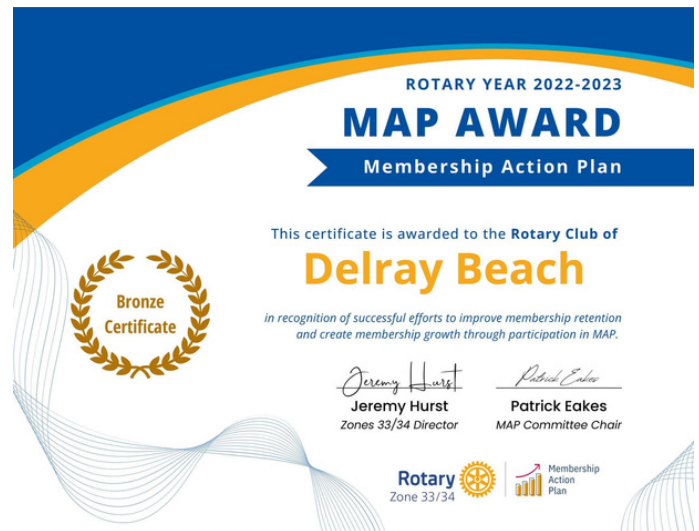 ROTARY YEAR 2022-2023
MAP AWARD
Membership Action Plan
This certificate is awarded to the Rotary Club of
Delray Beach
Bronze
Certificate
in recognition of successful efforts to improve membership retention
and create membership growth through participation in MAP.
Jeremy Hurst
Patrick Eakes
Jeremy Hurst
Patrick Eakes
Zones 33/34 Director
MAP Committee Chair
Rotary
Zone 33/34
Membership
Action
Plan